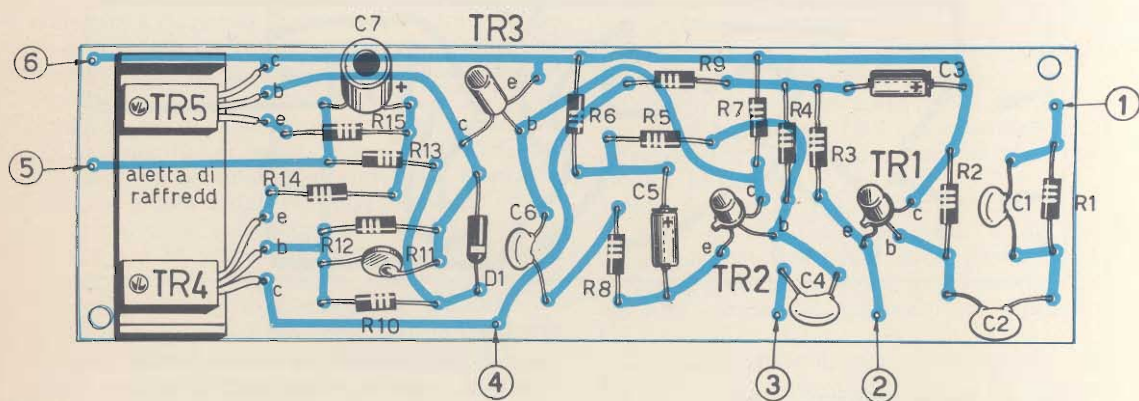 C7
TR3
6
c
e
R9
C3
+
TR5
b
+
R7
R4
1
e
R15
c
b
R6
R5
R3
TR1
R2
5
R13
aletta di
raffredd
R14
C5
c
c
C1
R1
e
C6
+
e
b
e
b
R12
R11
b
TR4
D1
R8
TR2
C4
c
R10
C2
4
3
2